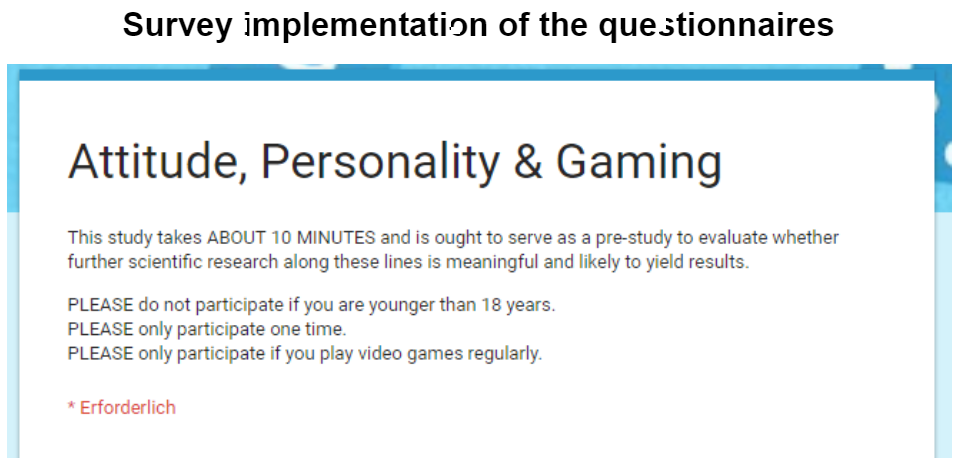 Survey implementation of the questionnaires
Attitude, Personality & Gaming
This study takes ABOUT 10 MINUTES and is ought to serve as a pre-study to evaluate whether
further scientific research along these lines is meaningful and likely to yield results.
PLEASE do not participate if you are younger than 18 years.
PLEASE only participate one time.
PLEASE only participate if you play video games regularly.
* Erforderlich